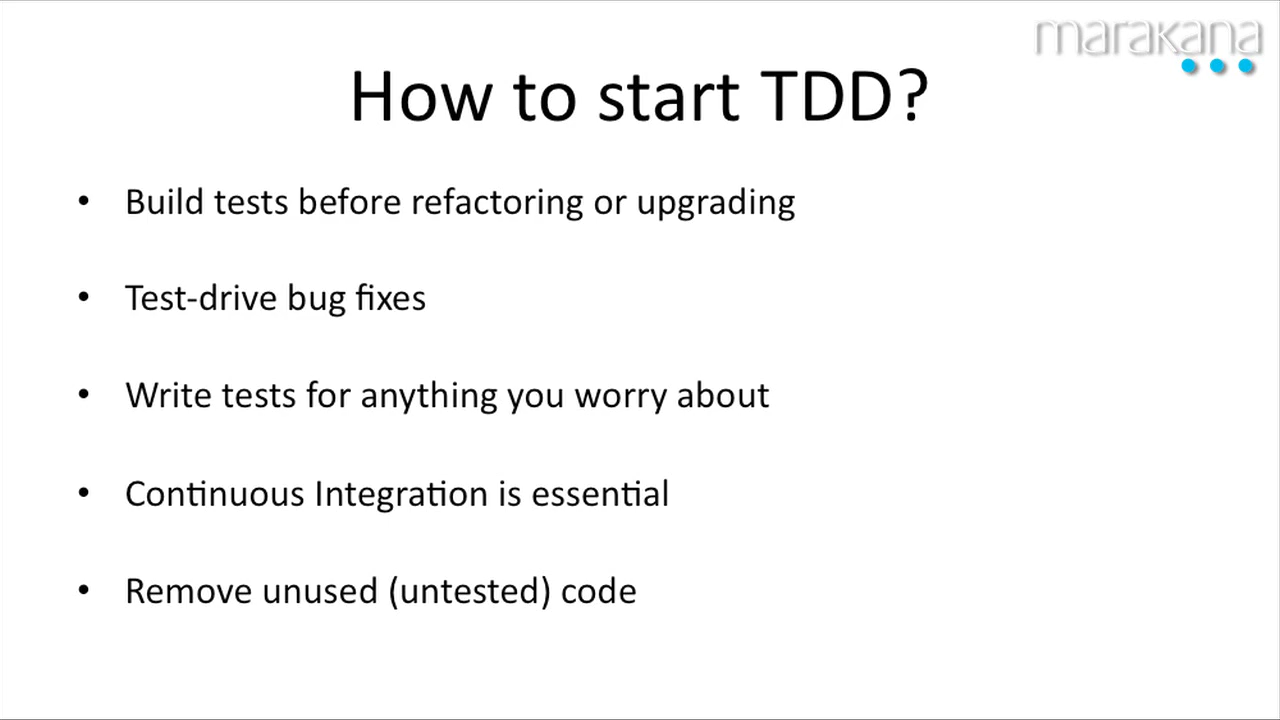 marakana
How to start TDD?
• Build tests before refactoring or upgrading
• Test-drive bug fixes
• Write tests for anything you worry about
• Continuous Integration is essential
• Remove unused (untested) code